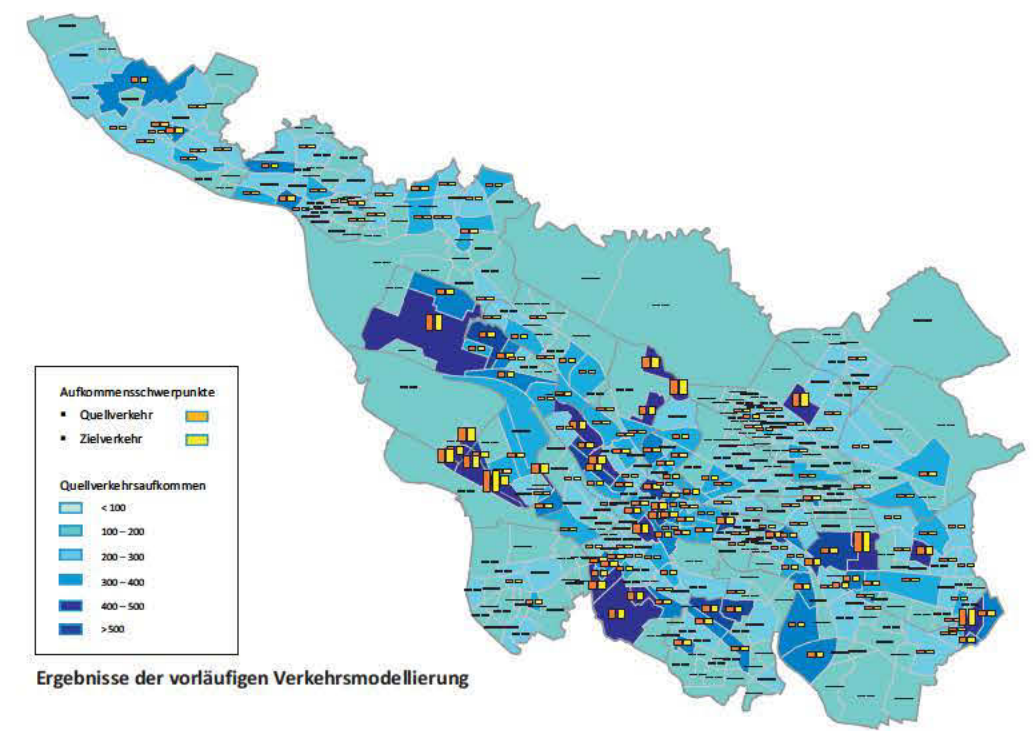 Aufkommensschwerpunkte
▪ Quellverkehr
▪ Zielverkehr
Quellverkehrsaufkommen
< 100
100 – 200
200 – 300
300 – 400
400 – 500
> 500
Ergebnisse der vorläufigen Verkehrsmodellierung